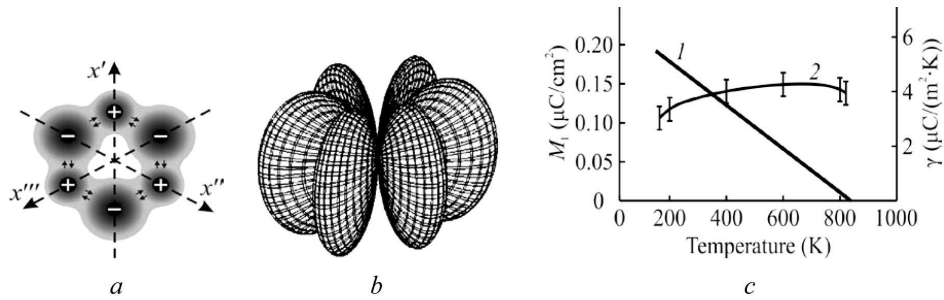 x′
+
−
−
x‴
+
+
x″
−
a
b
c
M₁ (μC/cm²)
0.20
0.15
0.10
0.05
0
1
2
6
4
2
γ (μC/(m²·K))
0
200
400
600
800
1000
Temperature (K)